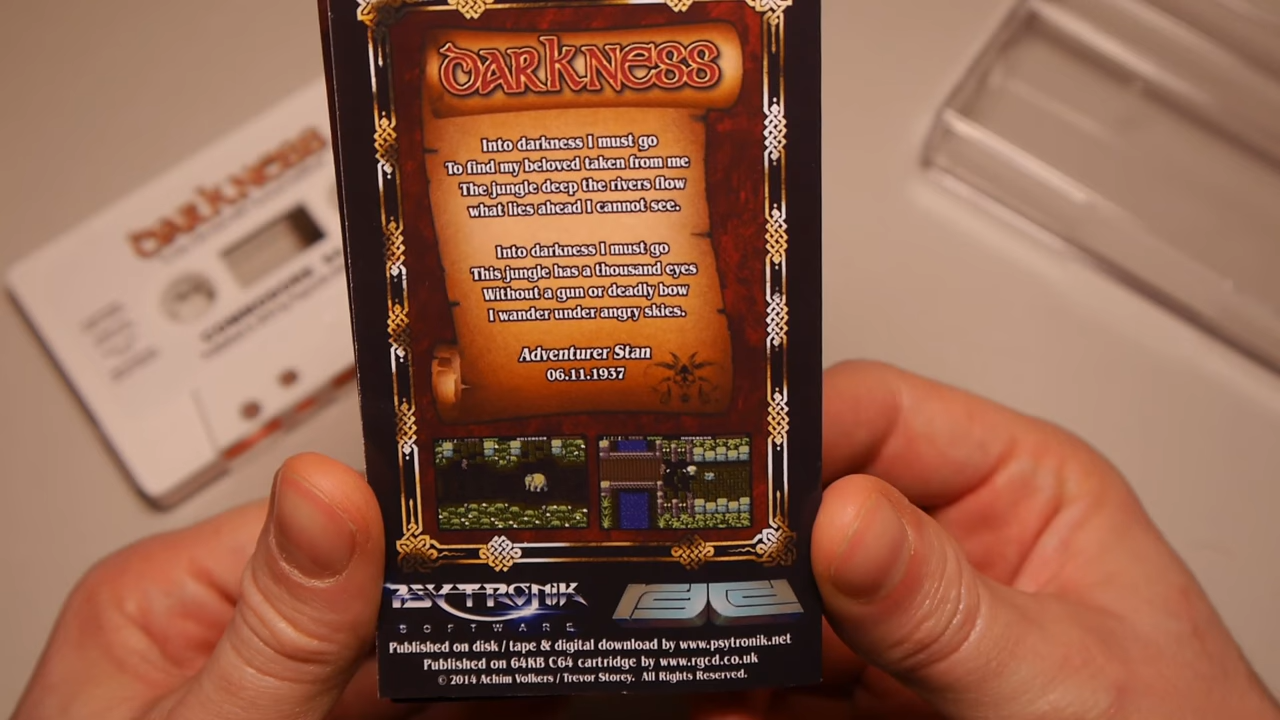 DARKNESS
Into darkness I must go
To find my beloved taken from me
The jungle deep the rivers flow
what lies ahead I cannot see.
Into darkness I must go
This jungle has a thousand eyes
Without a gun or deadly bow
I wander under angry skies.
Adventurer Stan
06.11.1937
PSYTRONIK
SOFTWARE
rgcd
Published on disk / tape & digital download by www.psytronik.net
Published on 64KB C64 cartridge by www.rgcd.co.uk
© 2014 Achim Volkers / Trevor Storey. All Rights Reserved.
DARKNESS